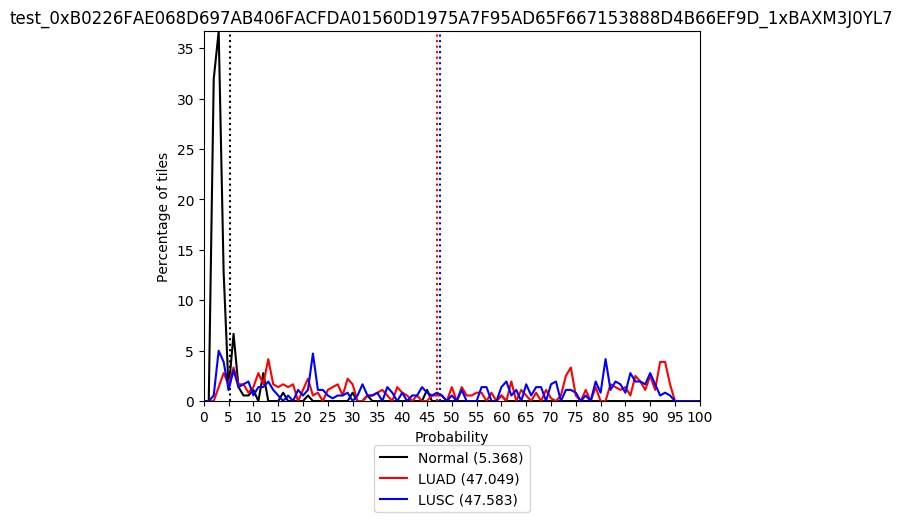 test_0xB0226FAE068D697AB406FACFDA01560D1975A7F95AD65F667153888D4B66EF9D_1xBAXM3J0YL7
35
30
25
20
15
10
5
0
Percentage of tiles
0 5 10 15 20 25 30 35 40 45 50 55 60 65 70 75 80 85 90 95 100
Probability
Normal (5.368)
LUAD (47.049)
LUSC (47.583)